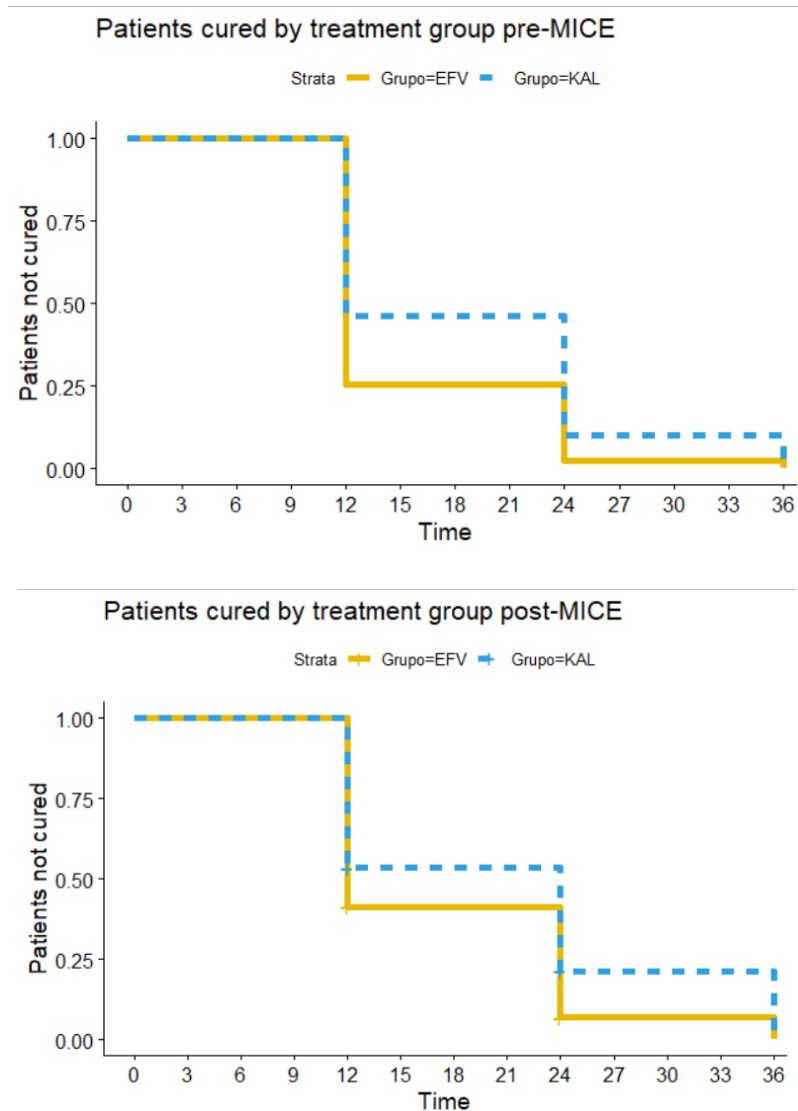 Patients cured by treatment group pre-MICE
Strata Grupo=EFV Grupo=KAL
Patients not cured
1.00
0.75
0.50
0.25
0.00
0 3 6 9 12 15 18 21 24 27 30 33 36
Time
Patients cured by treatment group post-MICE
Strata Grupo=EFV Grupo=KAL
Patients not cured
1.00
0.75
0.50
0.25
0.00
0 3 6 9 12 15 18 21 24 27 30 33 36
Time